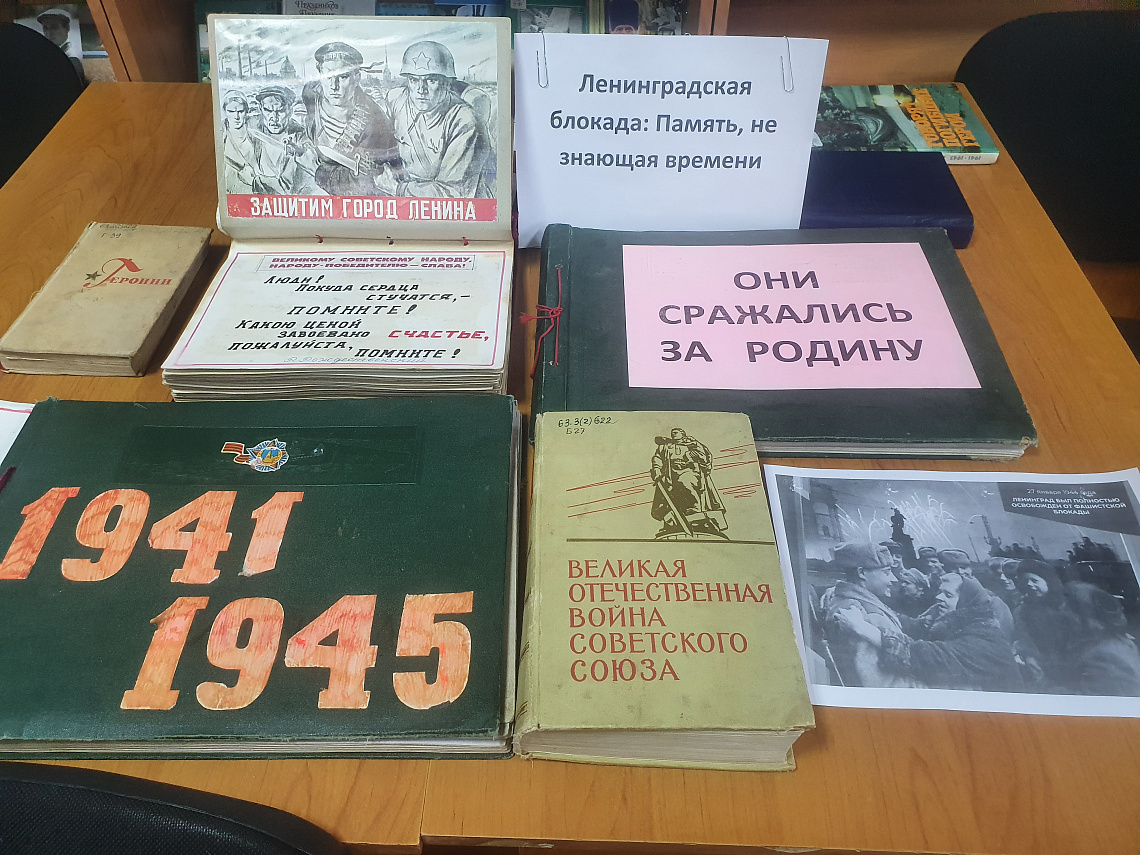 ЗАЩИТИМ ГОРОД ЛЕНИНА
Ленинградская
блокада: Память, не
знающая времени
Героини
ВЕЛИКОМУ СОВЕТСКОМУ НАРОДУ,
НАРОДУ-ПОБЕДИТЕЛЮ — СЛАВА!
Люди!
Покуда сердца
стучатся,-
ПОМНИТЕ!
Какою ценой
завоевано СЧАСТЬЕ,
пожалуйста,
помните!
Р. Рождественский
ОНИ
СРАЖАЛИСЬ
ЗА РОДИНУ
1941
1945
63.3(2)622
Б27
ВЕЛИКАЯ
ОТЕЧЕСТВЕННАЯ
ВОЙНА
СОВЕТСКОГО
СОЮЗА
27 января 1944 года
ЛЕНИНГРАД БЫЛ ПОЛНОСТЬЮ
ОСВОБОЖДЕН ОТ ФАШИСТСКОЙ
БЛОКАДЫ